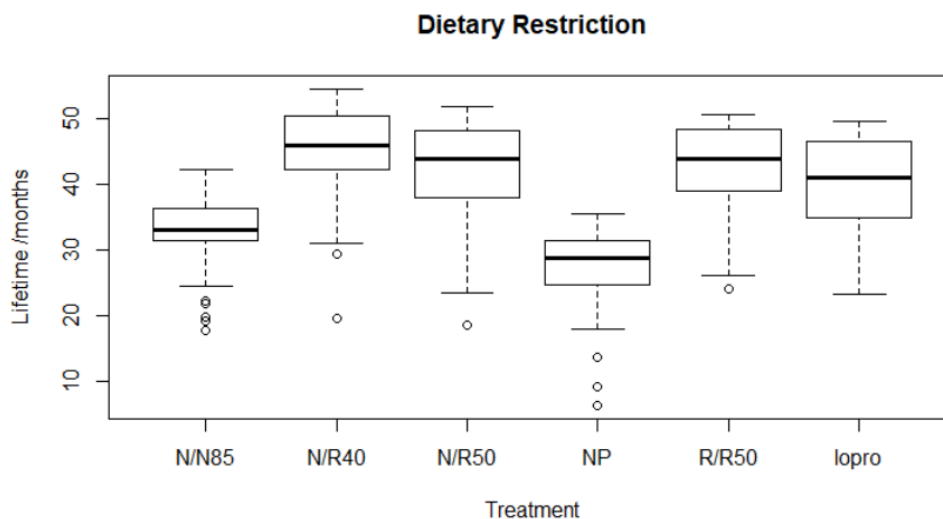 Dietary Restriction
Lifetime /months
50
40
30
20
10
N/N85 N/R40 N/R50 NP R/R50 lopro
Treatment